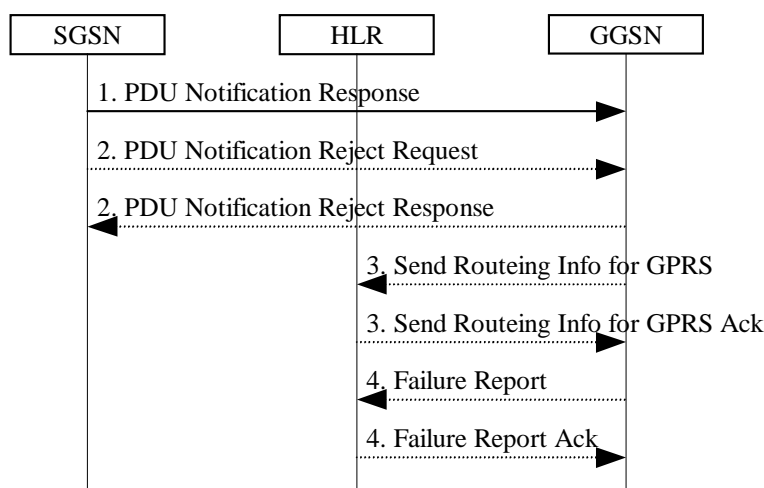 SGSN
HLR
GGSN
1. PDU Notification Response
2. PDU Notification Reject Request
2. PDU Notification Reject Response
3. Send Routeing Info for GPRS
3. Send Routeing Info for GPRS Ack
4. Failure Report
4. Failure Report Ack